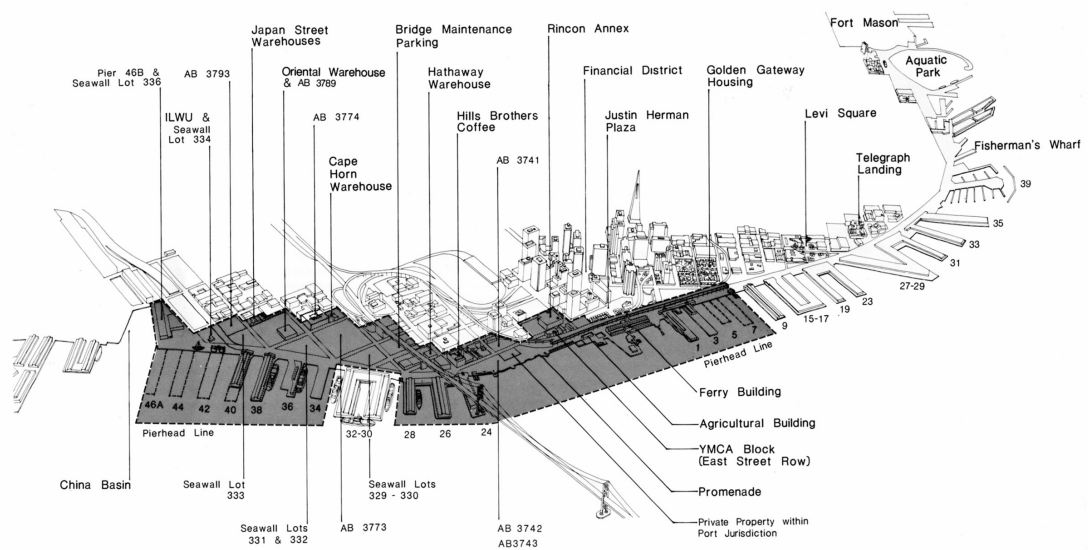 Fort Mason
Aquatic
Park
Japan Street
Warehouses
Bridge Maintenance
Parking
Rincon Annex
Pier 46B &
Seawall Lot 336
AB 3793
Oriental Warehouse
& AB 3789
Hathaway
Warehouse
Financial District
Golden Gateway
Housing
ILWU &
Seawall
Lot 334
AB 3774
Hills Brothers
Coffee
Justin Herman
Plaza
Levi Square
Cape
Horn
Warehouse
AB 3741
Telegraph
Landing
Fisherman's Wharf
39
35
33
31
27-29
23
19
15-17
9
7
5
3
1
Pierhead Line
46A
44
42
40
38
36
34
32-30
28
26
24
Pierhead Line
Ferry Building
Agricultural Building
YMCA Block
(East Street Row)
Promenade
Private Property within
Port Jurisdiction
China Basin
Seawall Lot
333
Seawall Lots
329 - 330
Seawall Lots
331 & 332
AB 3773
AB 3742
AB3743